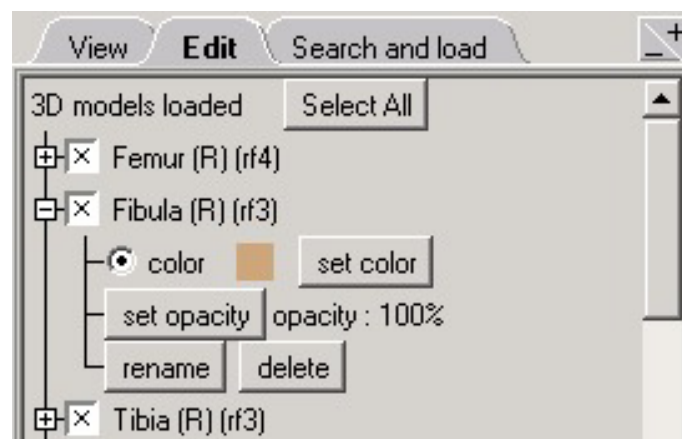 View Edit Search and load
3D models loaded Select All
Femur (R) (rf4)
Fibula (R) (rf3)
color set color
set opacity opacity : 100%
rename delete
Tibia (R) (rf3)